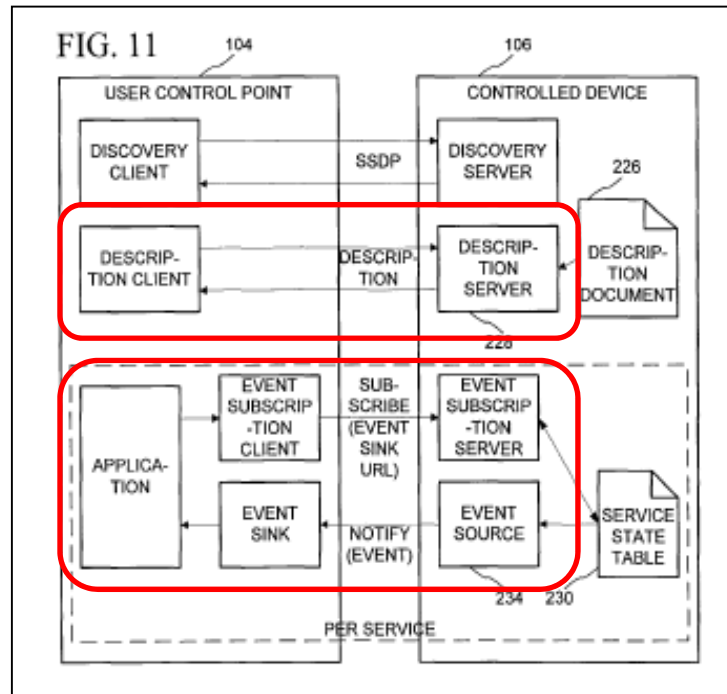 FIG. 11
104
106
USER CONTROL POINT
CONTROLLED DEVICE
DISCOVERY
CLIENT
SSDP
DISCOVERY
SERVER
226
DESCRIP-
TION CLIENT
DESCRIP-
TION
DESCRIP-
TION
SERVER
DESCRIPTION
DOCUMENT
228
APPLICA-
TION
EVENT
SUBSCRIP-
TION
CLIENT
SUB-
SCRIBE
(EVENT
SINK
URL)
EVENT
SUBSCRIP-
-TION
SERVER
EVENT
SINK
NOTIFY
(EVENT)
EVENT
SOURCE
SERVICE
STATE
TABLE
234
230
PER SERVICE